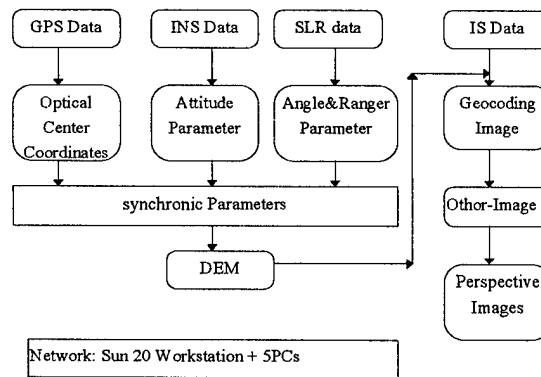 GPS Data
INS Data
SLR data
IS Data
Optical
Center
Coordinates
Attitude
Parameter
Angle&Ranger
Parameter
Geocoding
Image
synchronic Parameters
Othor-Image
DEM
Perspective
Images
Network: Sun 20 Workstation + 5PCs